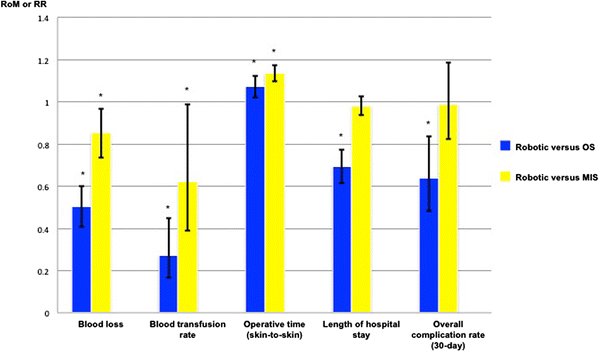 RoM or RR
1.4
1.2
1
0.8
0.6
0.4
0.2
0
* * * * * * * *
Robotic versus OS
Robotic versus MIS
Blood loss
Blood transfusion
rate
Operative time
(skin-to-skin)
Length of hospital
stay
Overall
complication rate
(30-day)